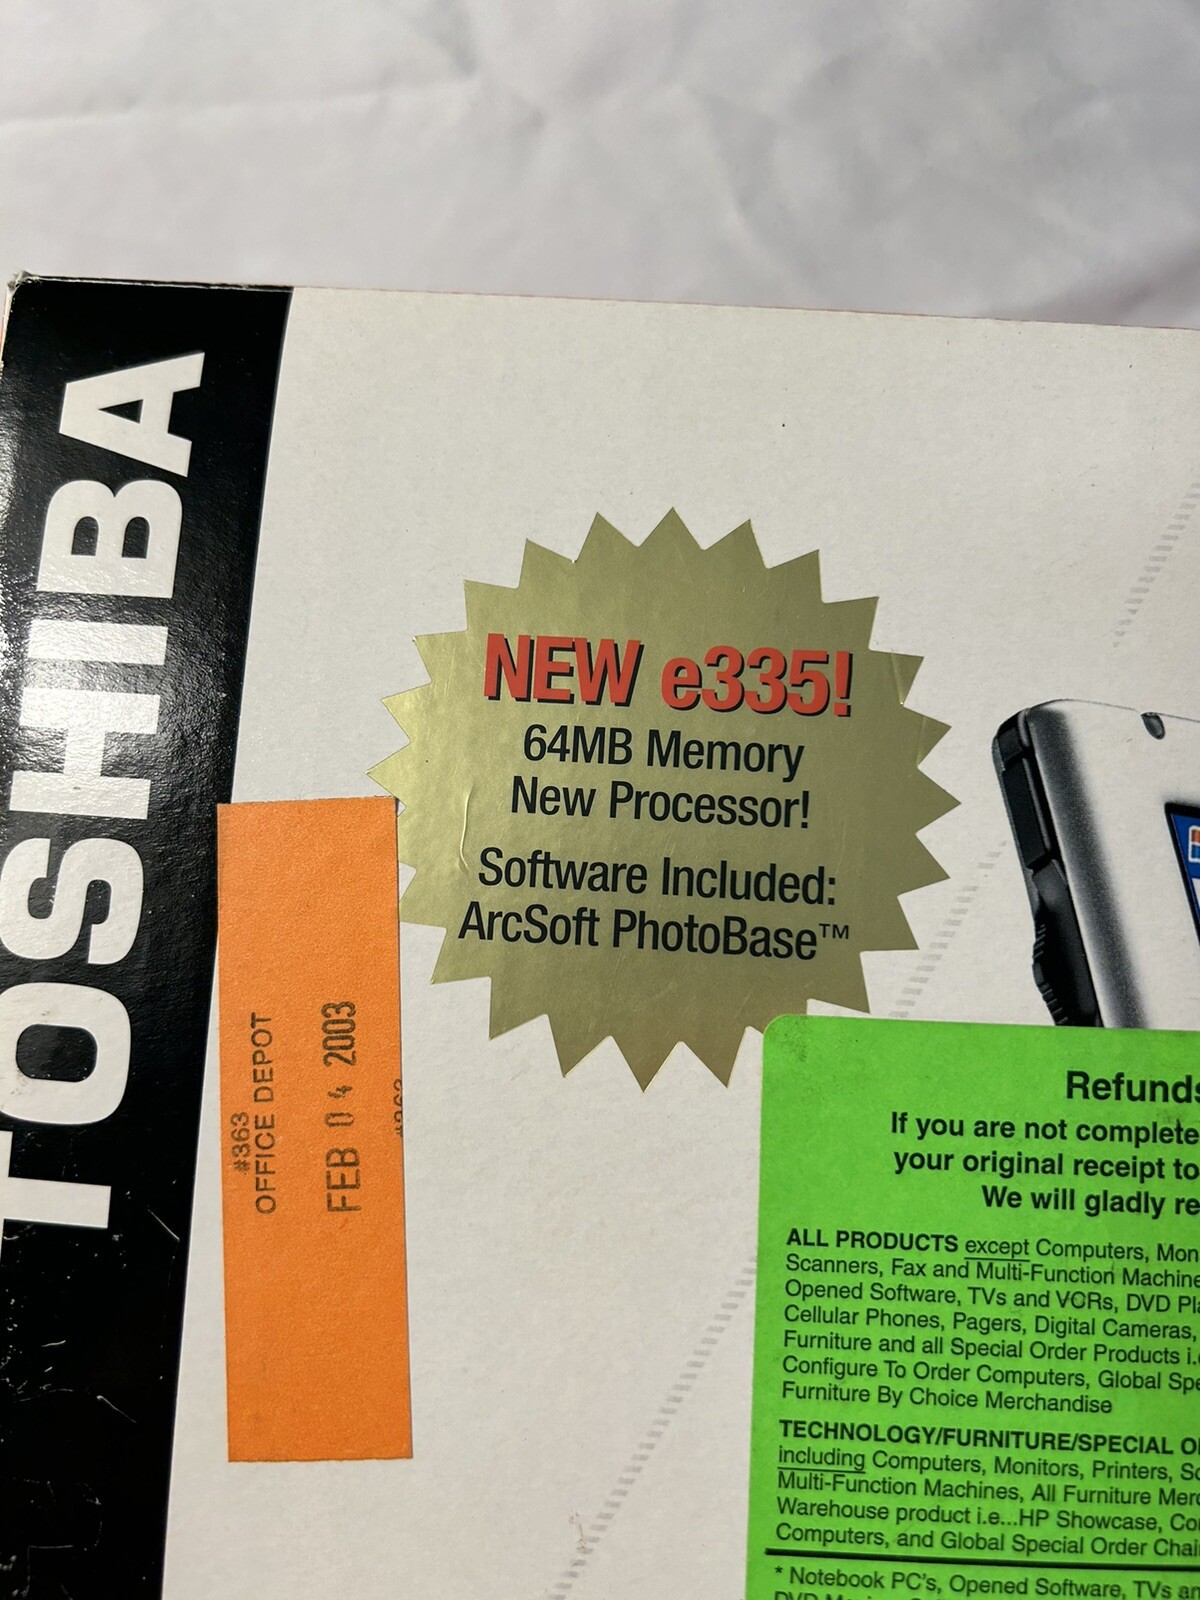 TOSHIBA
NEW e335!
64MB Memory
New Processor!
Software Included:
ArcSoft PhotoBase™
#363
OFFICE DEPOT
FEB 04 2003
Refunds
If you are not complete
your original receipt to
We will gladly re
ALL PRODUCTS except Computers, Mon
Scanners, Fax and Multi-Function Machine
Opened Software, TVs and VCRs, DVD Pla
Cellular Phones, Pagers, Digital Cameras,
Furniture and all Special Order Products i.e
Configure To Order Computers, Global Spe
Furniture By Choice Merchandise
TECHNOLOGY/FURNITURE/SPECIAL O
including Computers, Monitors, Printers, Sc
Multi-Function Machines, All Furniture Merc
Warehouse product i.e...HP Showcase, Co
Computers, and Global Special Order Chai
* Notebook PC's, Opened Software, TVs an